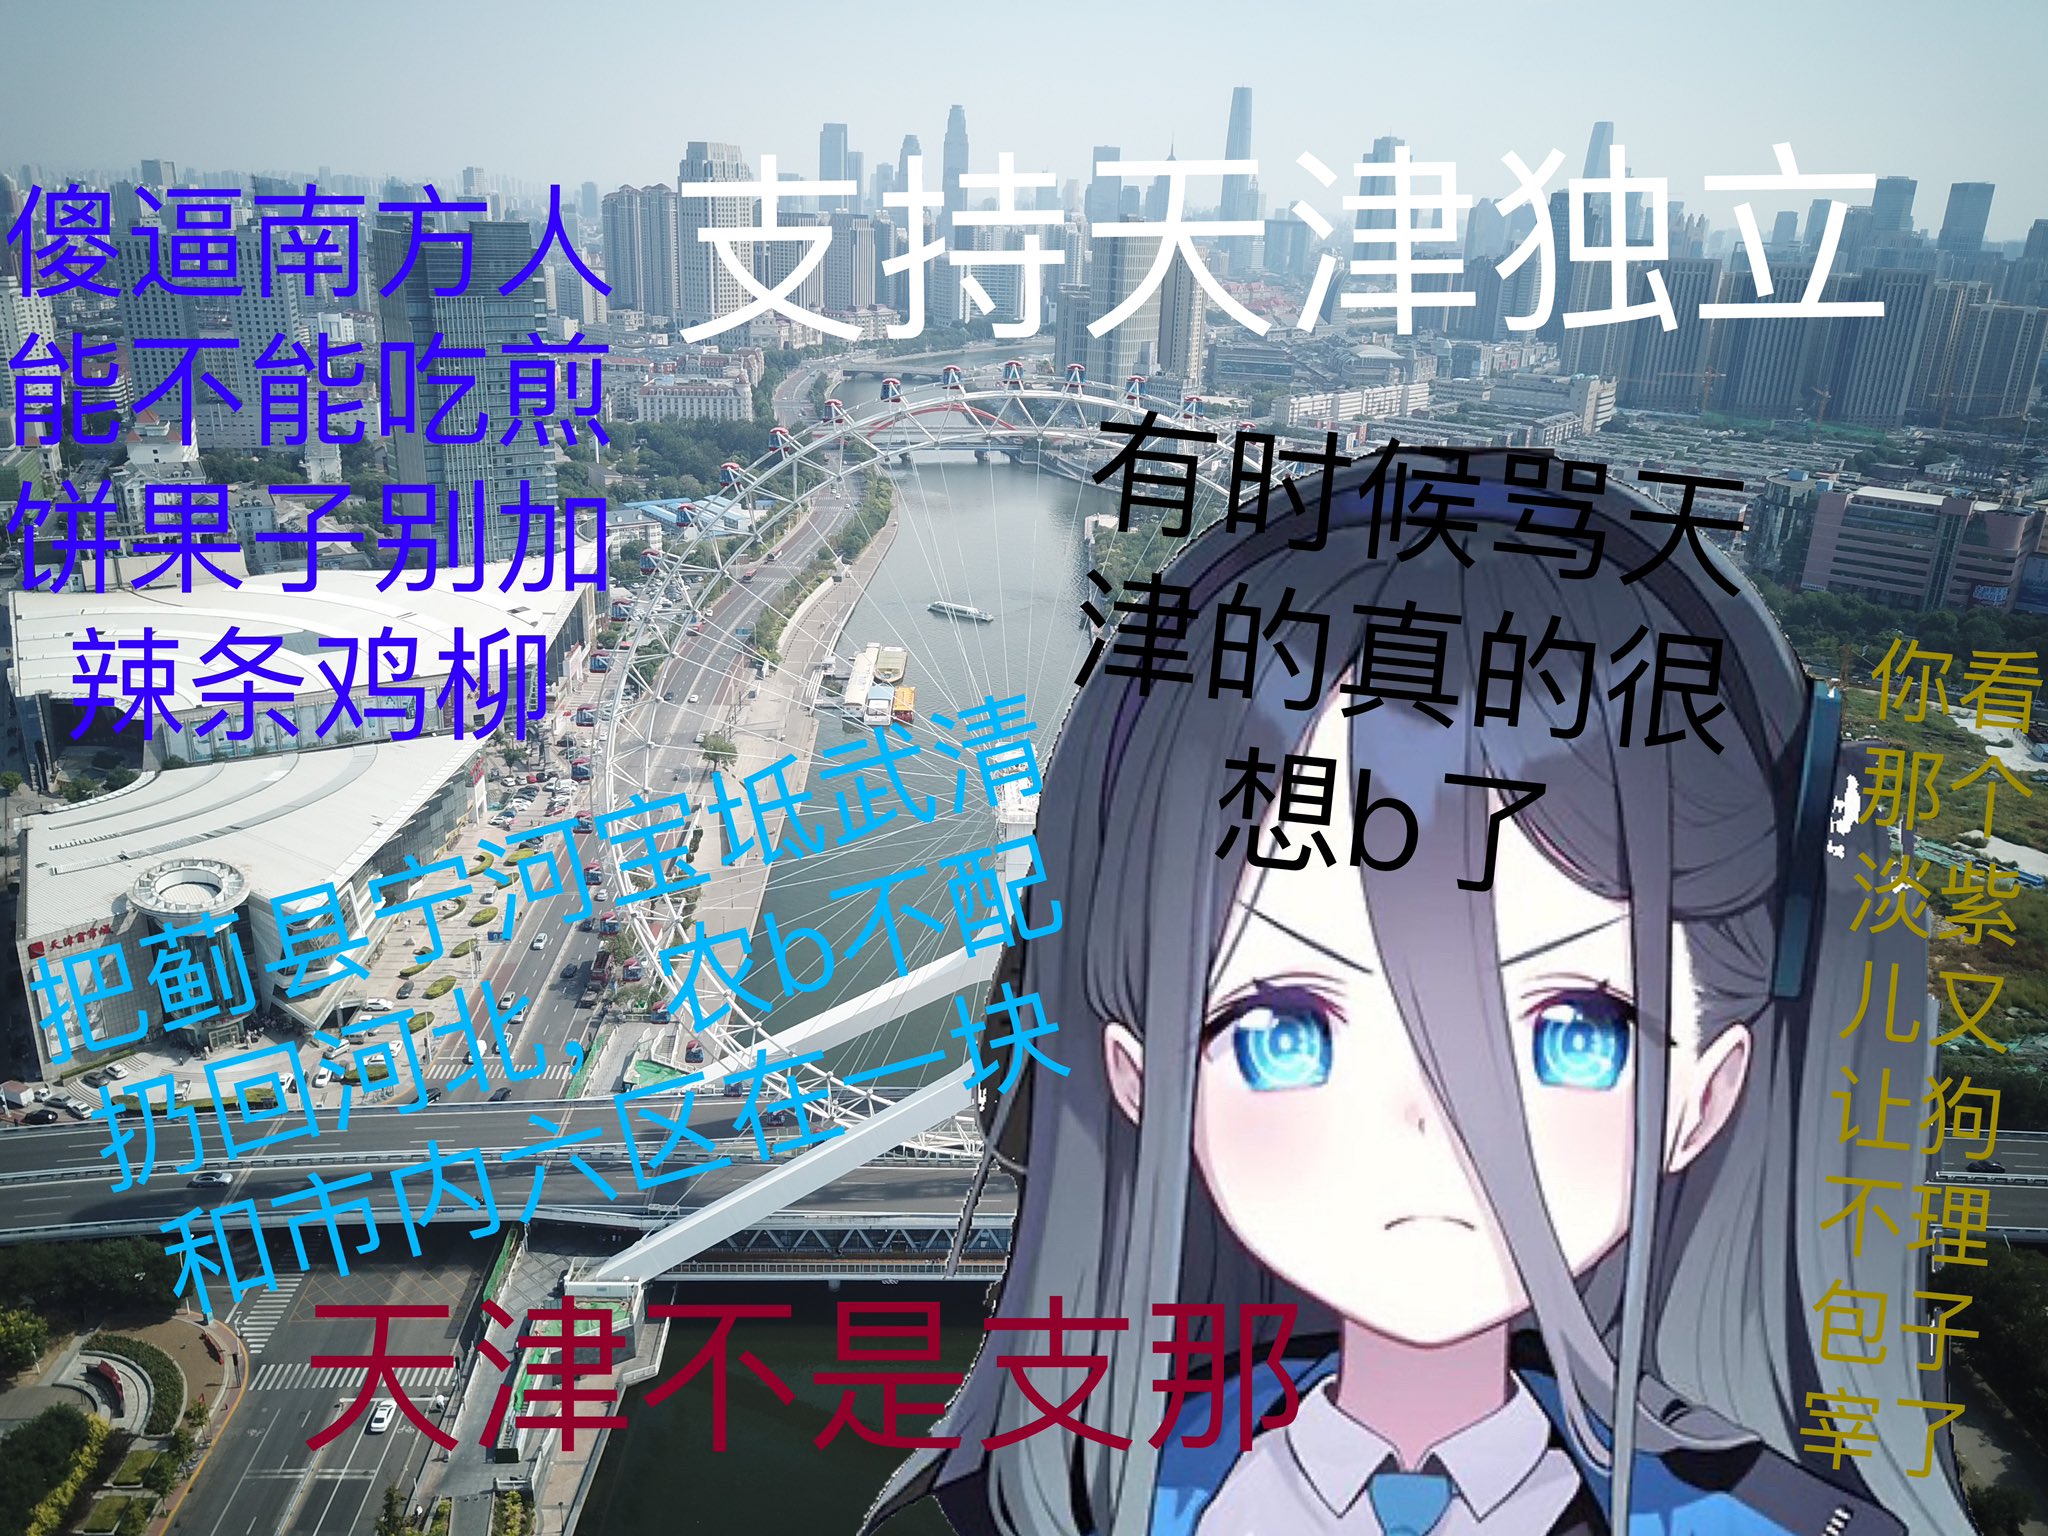 支持天津独立
傻逼南方人
能不能吃煎
饼果子别加
辣条鸡柳
有时候骂天
津的真的很
想b了
把蓟县宁河宝坻武清
扔回河北，农b不配
和市内六区在一块
你看
那个
淡紫
儿又
让狗
不理
包子
宰了
天津不是支那